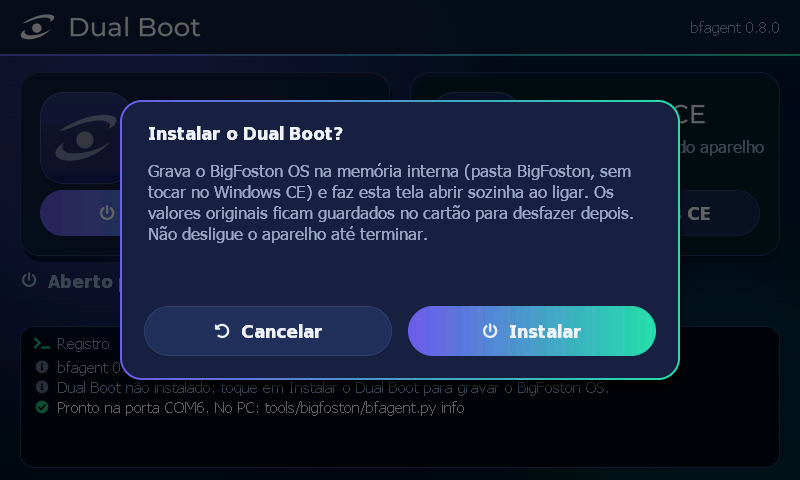 Dual Boot
bfagent 0.8.0
CE
do aparelho
CE
Instalar o Dual Boot?
Grava o BigFoston OS na memória interna (pasta BigFoston, sem
tocar no Windows CE) e faz esta tela abrir sozinha ao ligar. Os
valores originais ficam guardados no cartão para desfazer depois.
Não desligue o aparelho até terminar.
Cancelar
Instalar
Aberto
Registro
bfagent 0.
Dual Boot não instalado: toque em Instalar o Dual Boot para gravar o BigFoston OS.
Pronto na porta COM6. No PC: tools/bigfoston/bfagent.py info